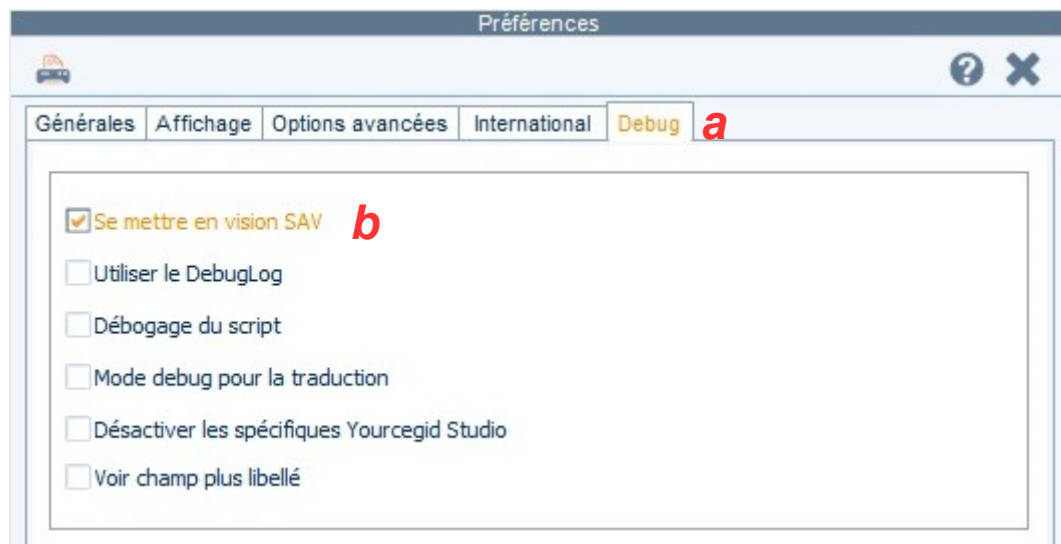 Préférences
Générales Affichage Options avancées International Debug a
Se mettre en vision SAV b
Utiliser le DebugLog
Débogage du script
Mode debug pour la traduction
Désactiver les spécifiques Yourcegid Studio
Voir champ plus libellé